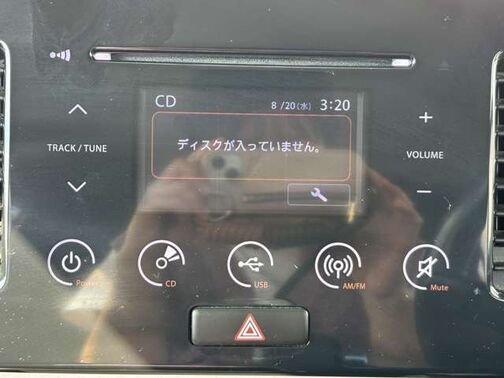 CD
8/20(水) 3:20
ディスクが入っていません。
TRACK / TUNE
VOLUME
Power
CD
USB
AM/FM
Mute